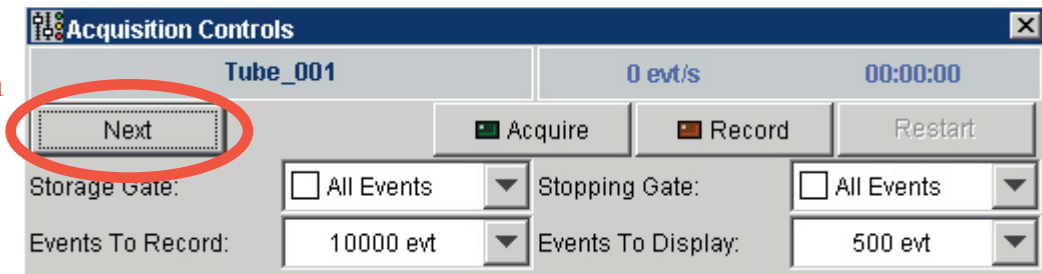 Acquisition Controls
Tube_001 0 evt/s 00:00:00
Next Acquire Record Restart
Storage Gate: All Events Stopping Gate: All Events
Events To Record: 10000 evt Events To Display: 500 evt